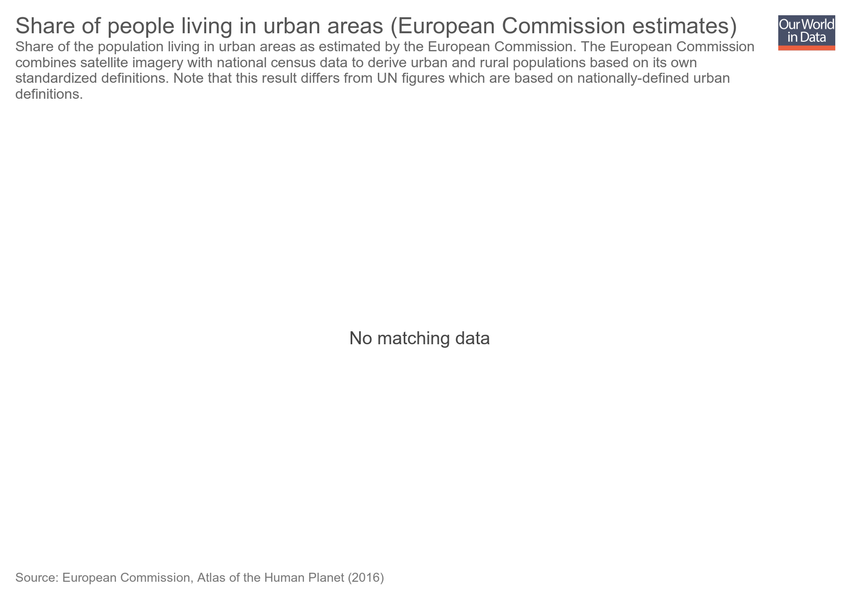 Share of people living in urban areas (European Commission estimates)
Our World
in Data
Share of the population living in urban areas as estimated by the European Commission. The European Commission
combines satellite imagery with national census data to derive urban and rural populations based on its own
standardized definitions. Note that this result differs from UN figures which are based on nationally-defined urban
definitions.
No matching data
Source: European Commission, Atlas of the Human Planet (2016)